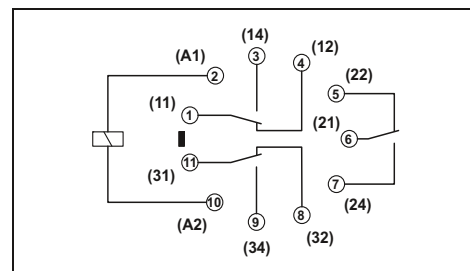 (14) (12)
(A1) 3 4 (22)
2 5
(11)
1 (21)
6
11
(31) 7
10 9 8 (24)
(A2) (32)
(34)